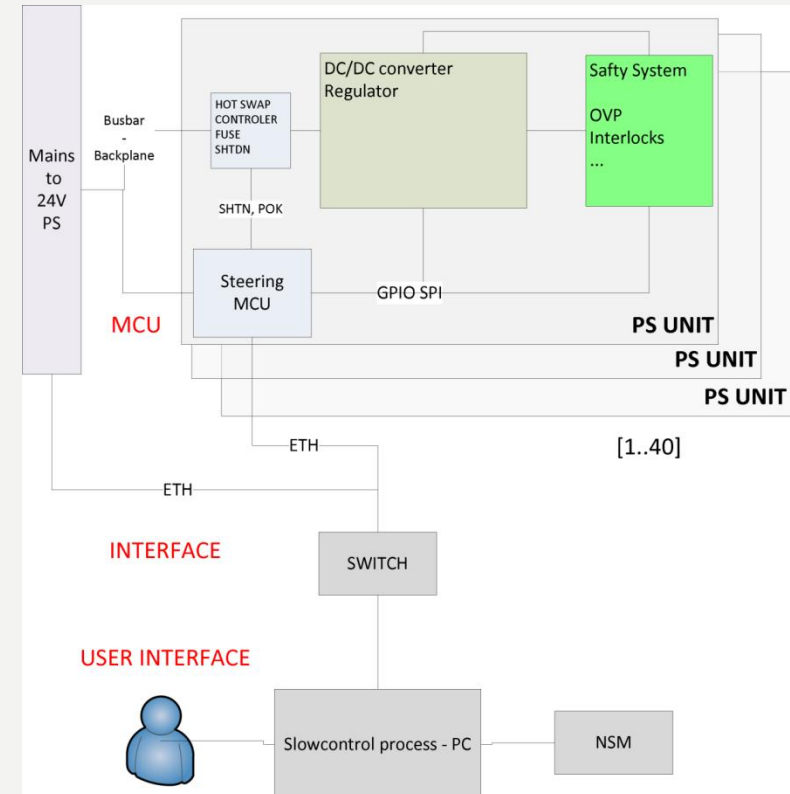 Mains
to
24V
PS
Busbar
-
Backplane
HOT SWAP
CONTROLER
FUSE
SHTDN
DC/DC converter
Regulator
Safty System
OVP
Interlocks
...
SHTN, POK
Steering
MCU
GPIO SPI
MCU
PS UNIT
PS UNIT
PS UNIT
[1..40]
ETH
ETH
INTERFACE
SWITCH
USER INTERFACE
Slowcontrol process - PC
NSM